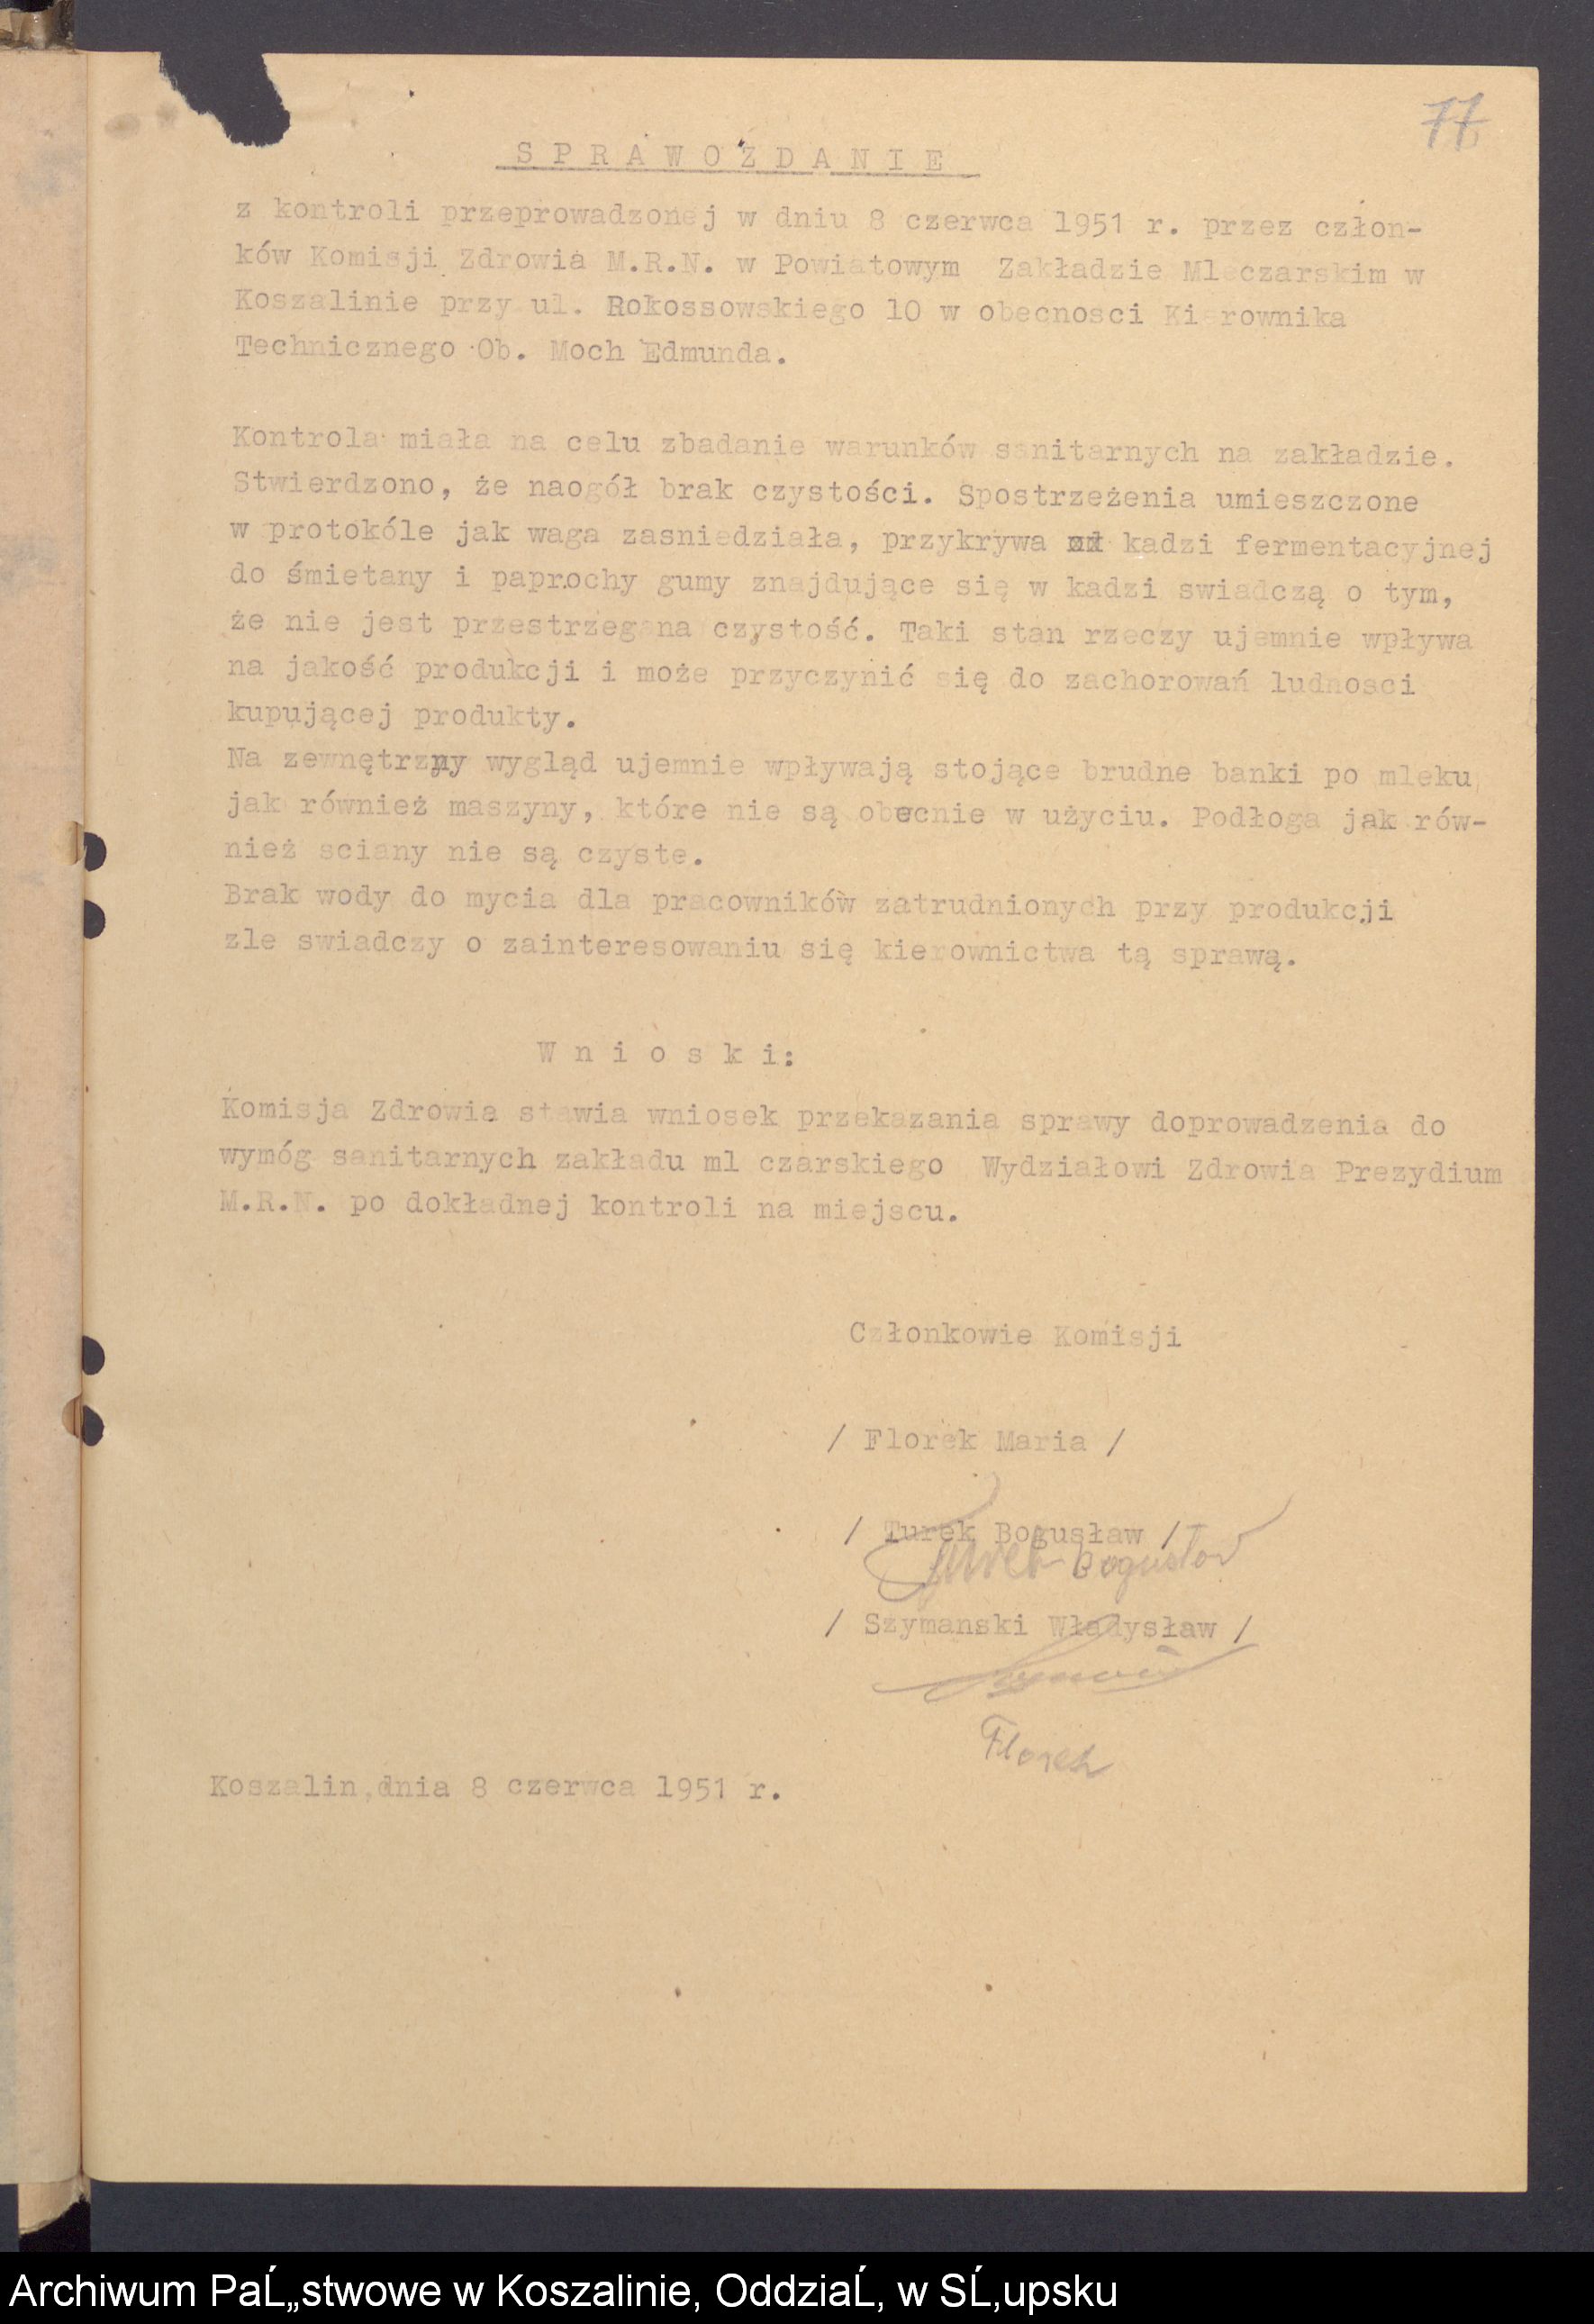 77
SPRAWOZDANIE
z kontroli przeprowadzonej w dniu 8 czerwca 1951 r. przez człon-
ków Komisji Zdrowia M.R.N. w Powiatowym Zakładzie Mleczarskim w
Koszalinie przy ul. Rokossowskiego 10 w obecnosci Kierownika
Technicznego Ob. Moch Edmunda.
Kontrola miała na celu zbadanie warunków sanitarnych na zakładzie.
Stwierdzono, że naogół brak czystości. Spostrzeżenia umieszczone
w protokóle jak waga zasniedziała, przykrywa kadzi fermentacyjnej
do śmietany i paprochy gumy znajdujące się w kadzi swiadczą o tym,
że nie jest przestrzegana czystość. Taki stan rzeczy ujemnie wpływa
na jakość produkcji i może przyczynić się do zachorowań ludnosci
kupującej produkty.
Na zewnętrzny wygląd ujemnie wpływają stojące brudne banki po mleku
jak również maszyny, które nie są obecnie w użyciu. Podłoga jak rów-
nież sciany nie są czyste.
Brak wody do mycia dla pracowników zatrudnionych przy produkcji
zle swiadczy o zainteresowaniu się kierownictwa tą sprawą.
Wnioski:
Komisja Zdrowia stawia wniosek przekazania sprawy doprowadzenia do
wymóg sanitarnych zakładu ml czarskiego Wydziałowi Zdrowia Prezydium
M.R.N. po dokładnej kontroli na miejscu.
Członkowie Komisji
/ Florek Maria /
/ Turek Bogusław /
Turek Bogusław
/ Szymanski Władysław /
Florek
Koszalin,dnia 8 czerwca 1951 r.
Archiwum PaĹ„stwowe w Koszalinie, OddziaĹ‚ w SĹ‚upsku